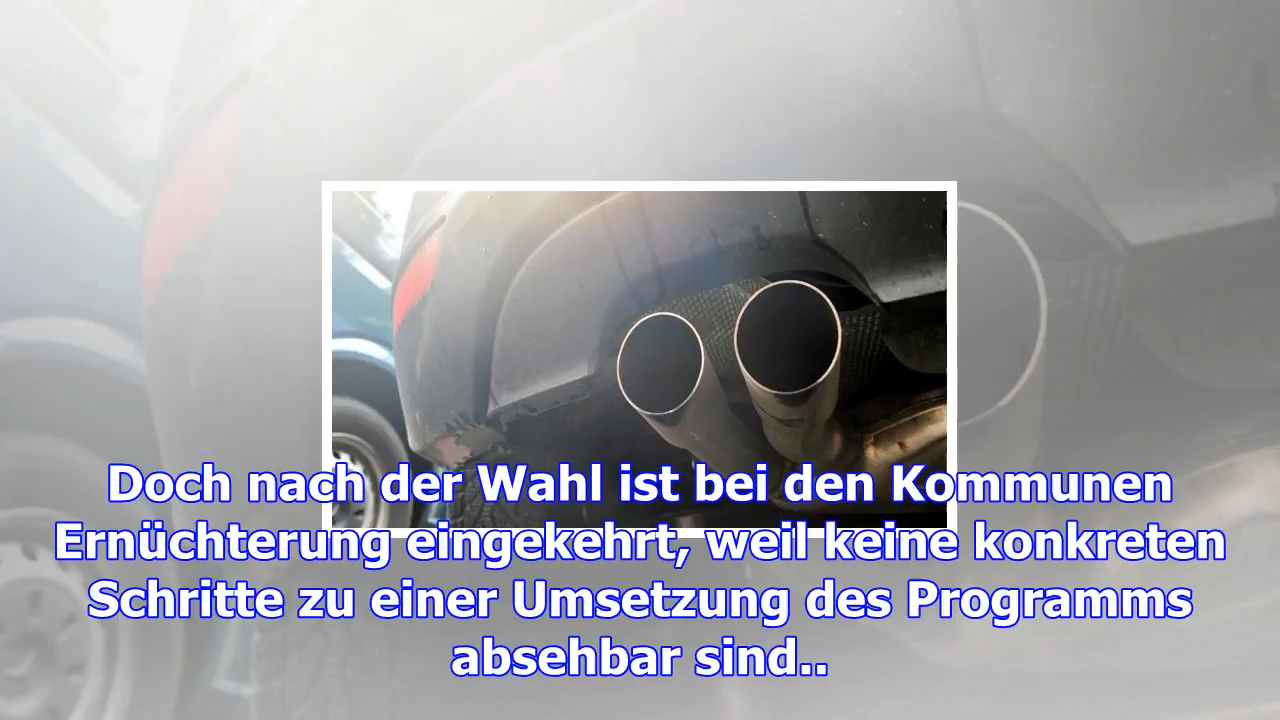 Doch nach der Wahl ist bei den Kommunen
Ernüchterung eingekehrt, weil keine konkreten
Schritte zu einer Umsetzung des Programms
absehbar sind..